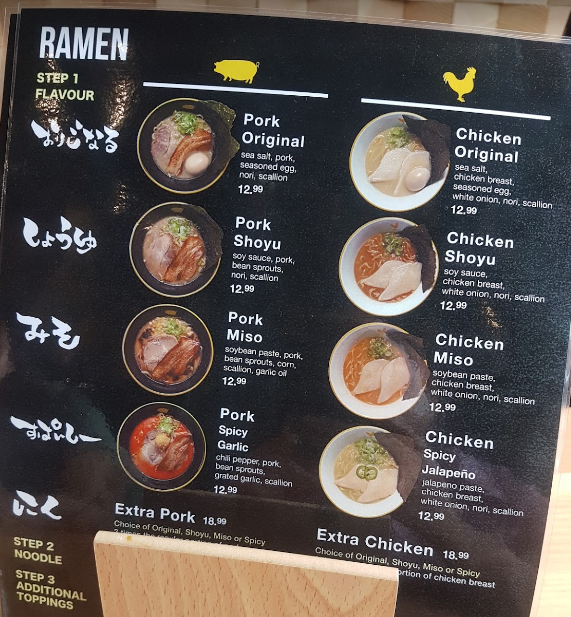 RAMEN
STEP 1
FLAVOUR
おりじなる
Pork
Original
sea salt, pork,
seasoned egg,
nori, scallion
12,99
Chicken
Original
sea salt,
chicken breast,
seasoned egg,
white onion, nori, scallion
12,99
しょうゆ
Pork
Shoyu
soy sauce, pork,
bean sprouts,
nori, scallion
12,99
Chicken
Shoyu
soy sauce,
chicken breast,
white onion, nori, scallion
12,99
みそ
Pork
Miso
soybean paste, pork,
bean sprouts, corn,
scallion, garlic oil
12,99
Chicken
Miso
soybean paste,
chicken breast,
white onion, nori, scallion
12,99
すぱいしー
Pork
Spicy
Garlic
chili pepper, pork,
bean sprouts,
grated garlic, scallion
12,99
Chicken
Spicy
Jalapeño
jalapeno paste,
chicken breast,
white onion, nori, scallion
12,99
にく
Extra Pork 18,99
Choice of Original, Shoyu, Miso or Spicy
Extra Chicken 18,99
Choice of Original, Shoyu, Miso or Spicy
portion of chicken breast
STEP 2
NOODLE
STEP 3
ADDITIONAL
TOPPINGS